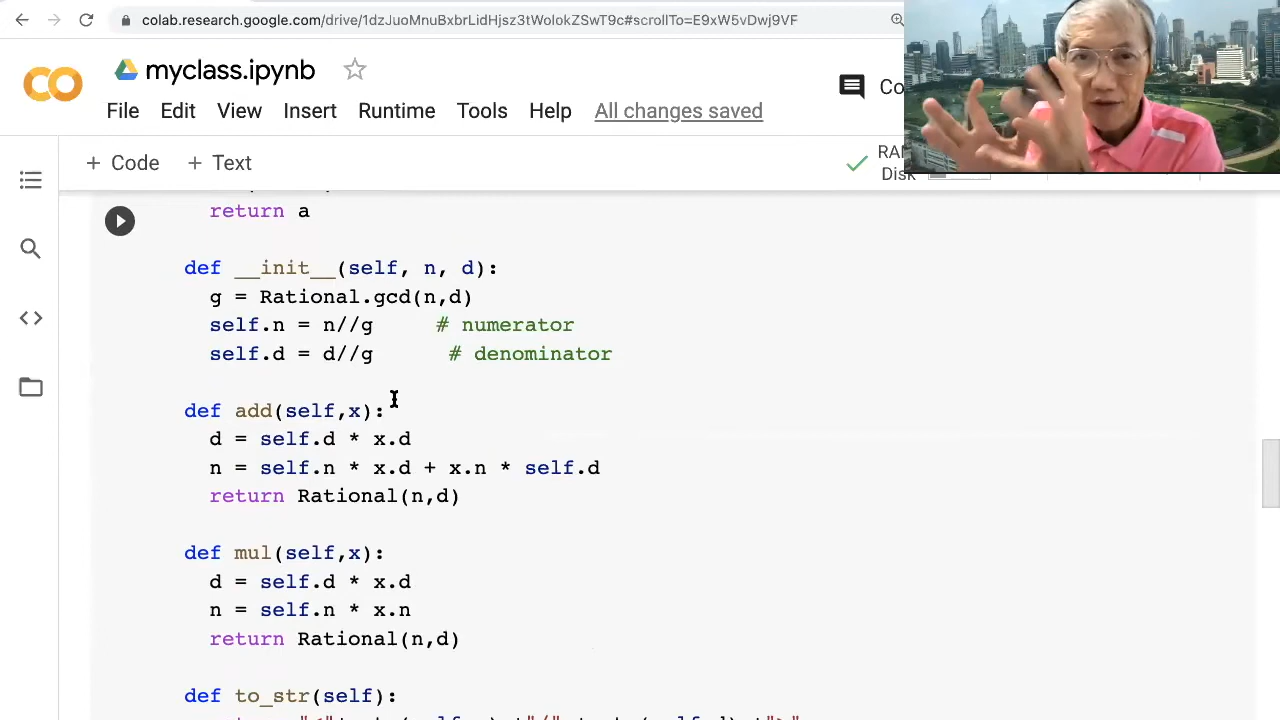 colab.research.google.com/drive/1dzJuoMnuBxbrLidHjsz3tWolokZSwT9c#scrollTo=E9xW5vDwj9VF
CO
myclass.ipynb
File Edit View Insert Runtime Tools Help All changes saved
Co
+ Code + Text
RA
Disk
return a
def __init__(self, n, d):
g = Rational.gcd(n,d)
self.n = n//g # numerator
self.d = d//g # denominator
def add(self,x):
d = self.d * x.d
n = self.n * x.d + x.n * self.d
return Rational(n,d)
def mul(self,x):
d = self.d * x.d
n = self.n * x.n
return Rational(n,d)
def to_str(self):